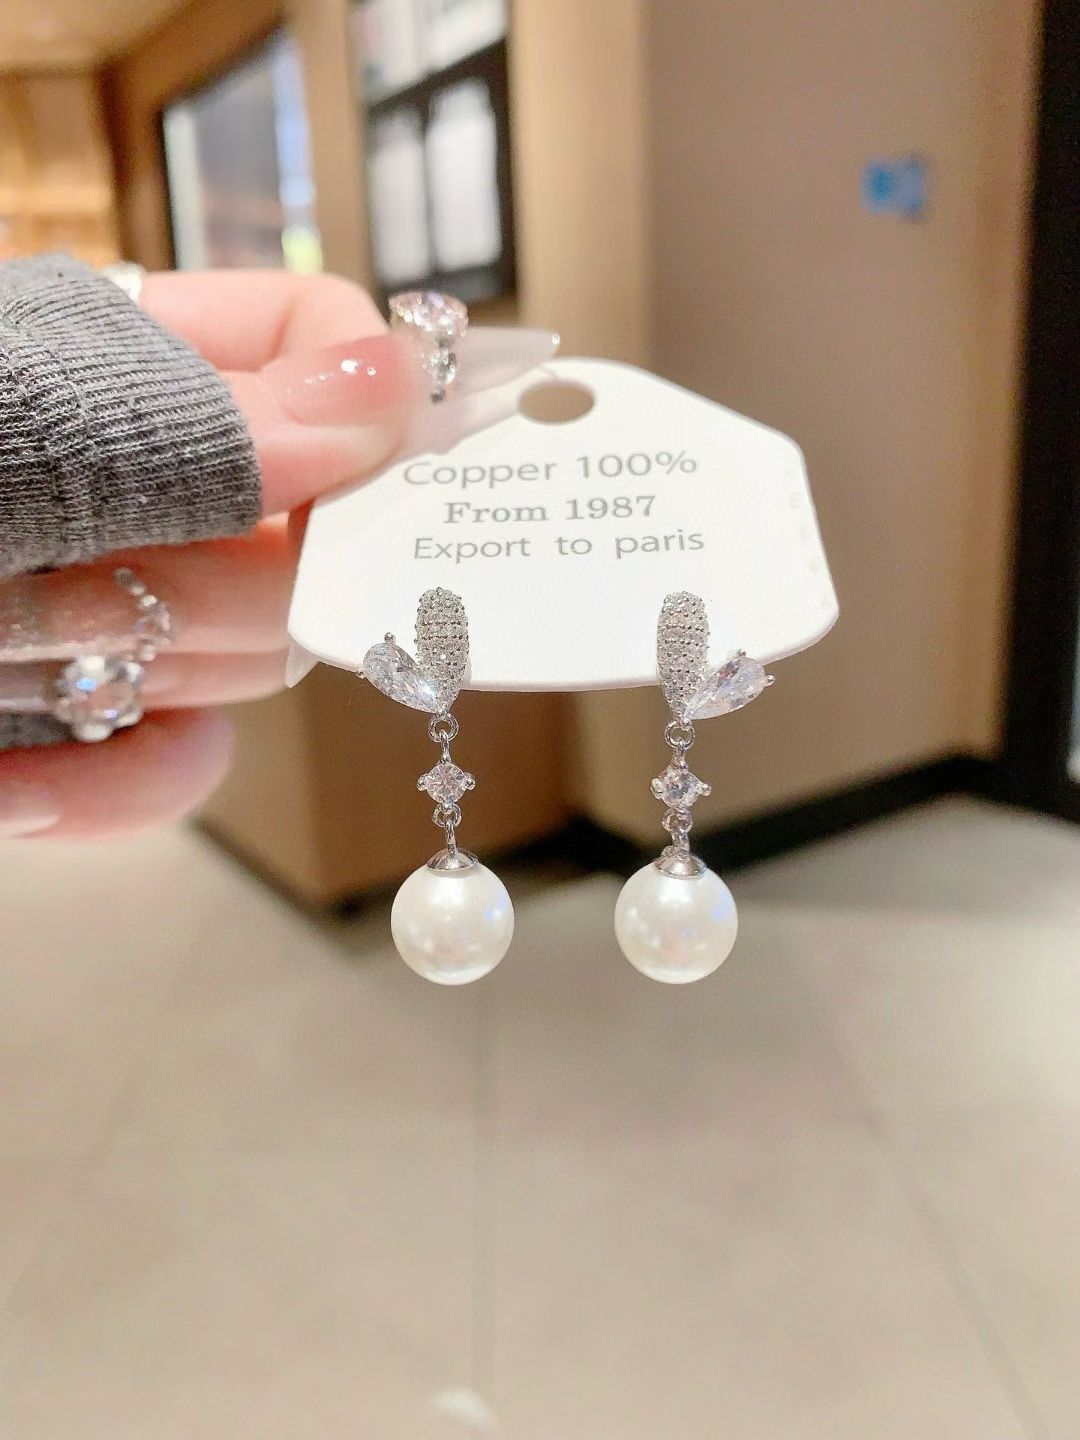 Copper 100%
From 1987
Export to paris